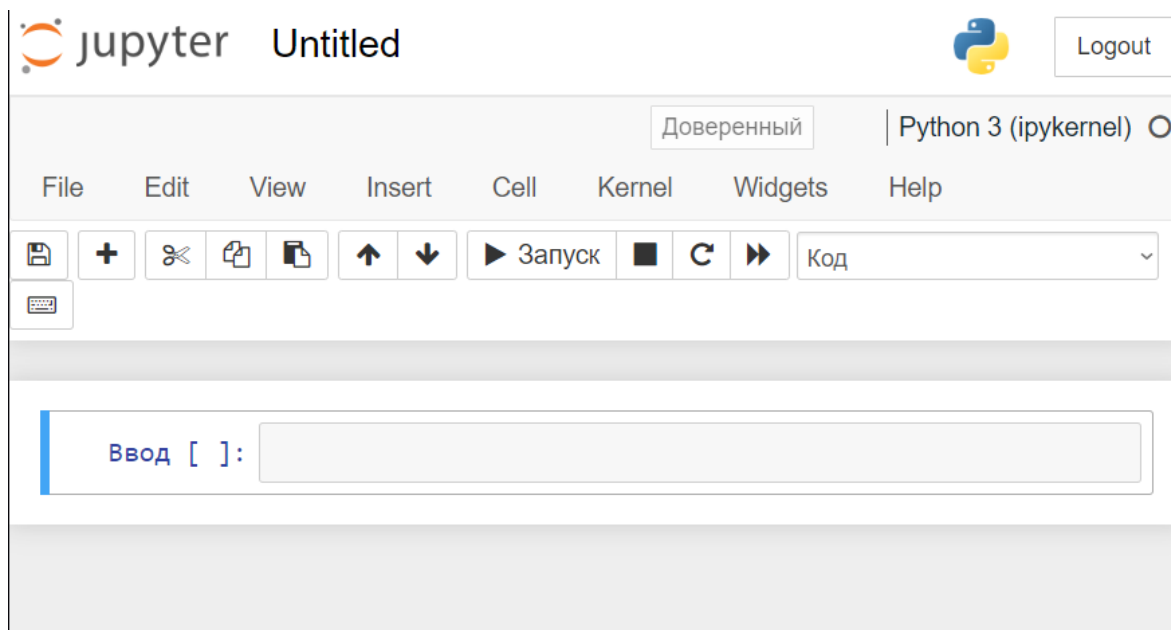 jupyter Untitled
Logout
Доверенный Python 3 (ipykernel)
File Edit View Insert Cell Kernel Widgets Help
Запуск Код
Ввод [ ]: